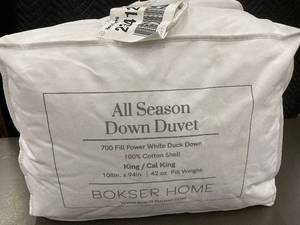 All Season
Down Duvet
700 Fill Power White Duck Down
100% Cotton Shell
King / Cal King
108in. x 94in. | 42 oz. Fill Weight
BOKSER HOME